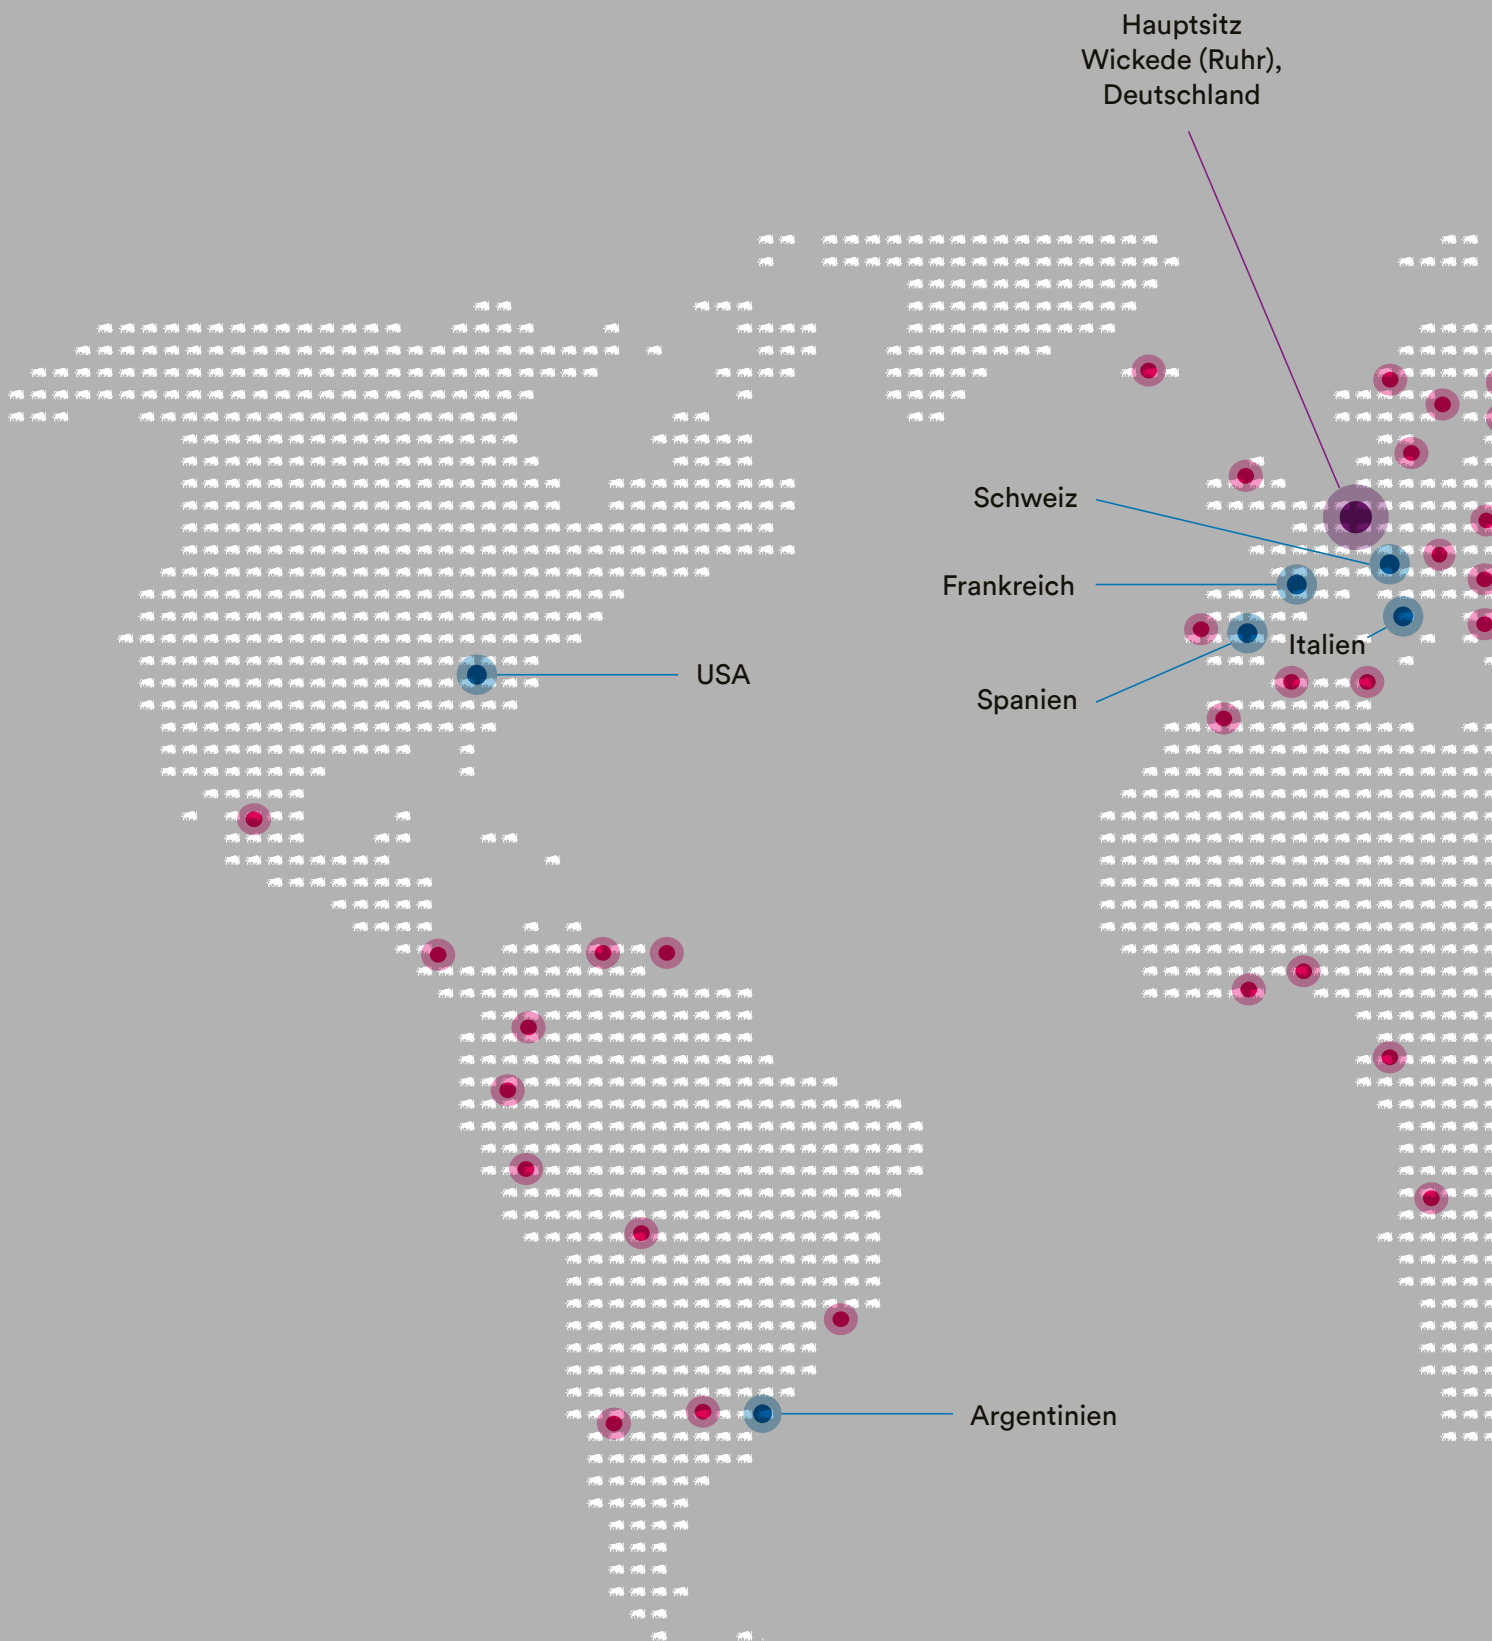 Hauptsitz
Wickede (Ruhr),
Deutschland
Schweiz
Frankreich
Italien
USA
Spanien
Argentinien